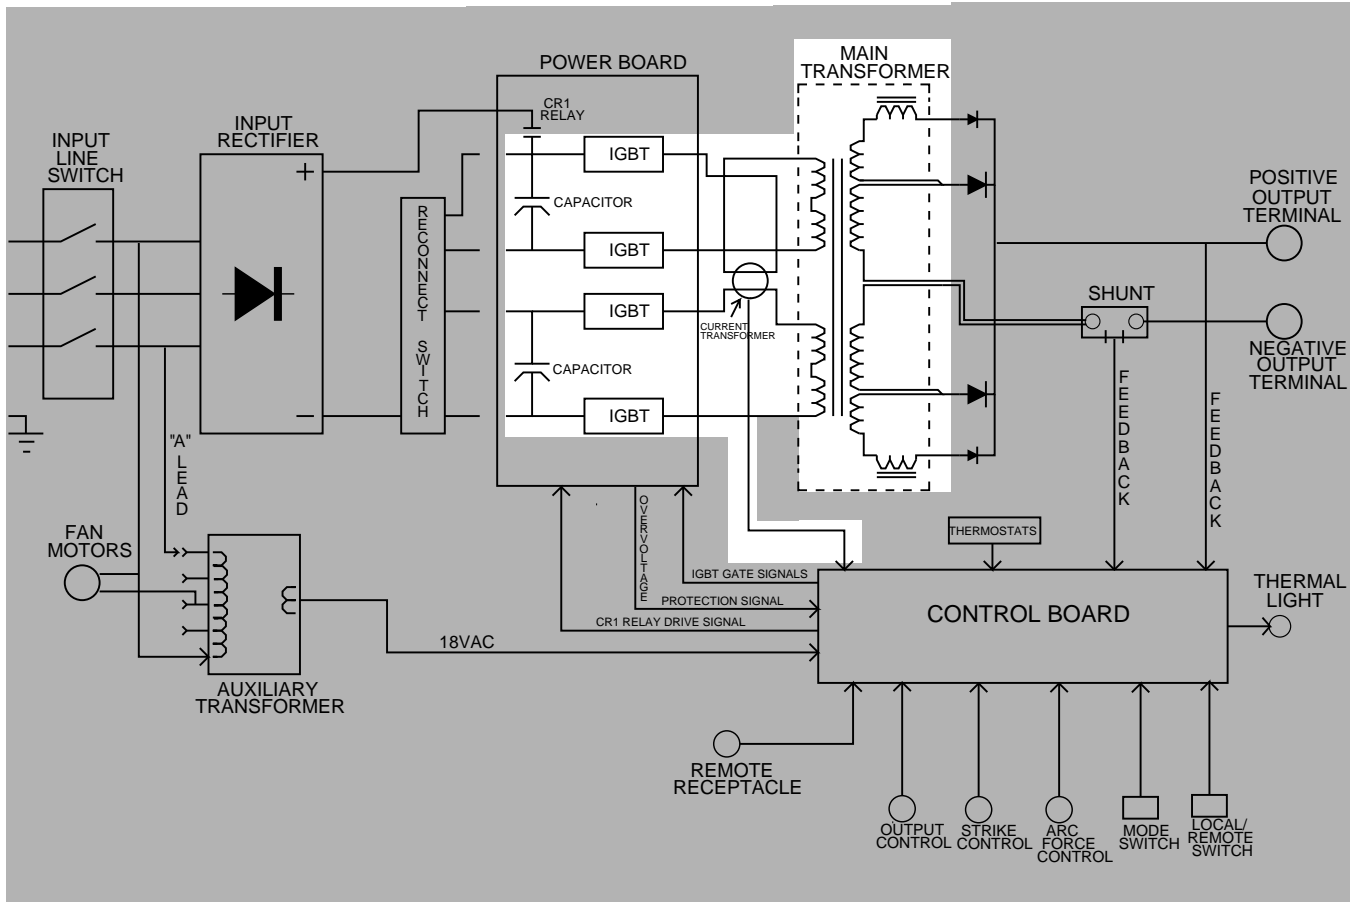 POWER BOARD
MAIN
TRANSFORMER
CR1
RELAY
INPUT
RECTIFIER
INPUT
LINE
SWITCH
+
IGBT
CAPACITOR
IGBT
IGBT
CAPACITOR
IGBT
RECONNECT SWITCH
CURRENT
TRANSFORMER
POSITIVE
OUTPUT
TERMINAL
SHUNT
NEGATIVE
OUTPUT
TERMINAL
FEEDBACK
FEEDBACK
"A"
LEAD
FAN
MOTORS
OVERVOLTAGE
THERMOSTATS
IGBT GATE SIGNALS
PROTECTION SIGNAL
CR1 RELAY DRIVE SIGNAL
18VAC
CONTROL BOARD
THERMAL
LIGHT
AUXILIARY
TRANSFORMER
REMOTE
RECEPTACLE
OUTPUT
CONTROL
STRIKE
CONTROL
ARC
FORCE
CONTROL
MODE
SWITCH
LOCAL/
REMOTE
SWITCH